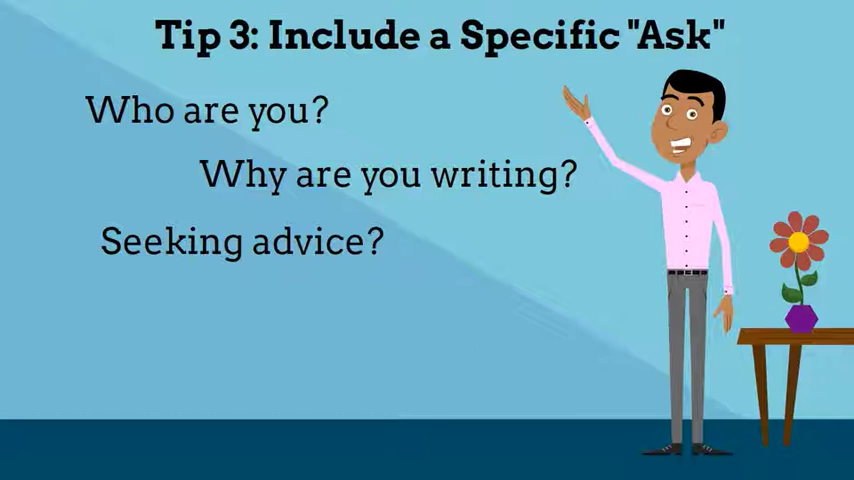 Tip 3: Include a Specific "Ask"
Who are you?
Why are you writing?
Seeking advice?